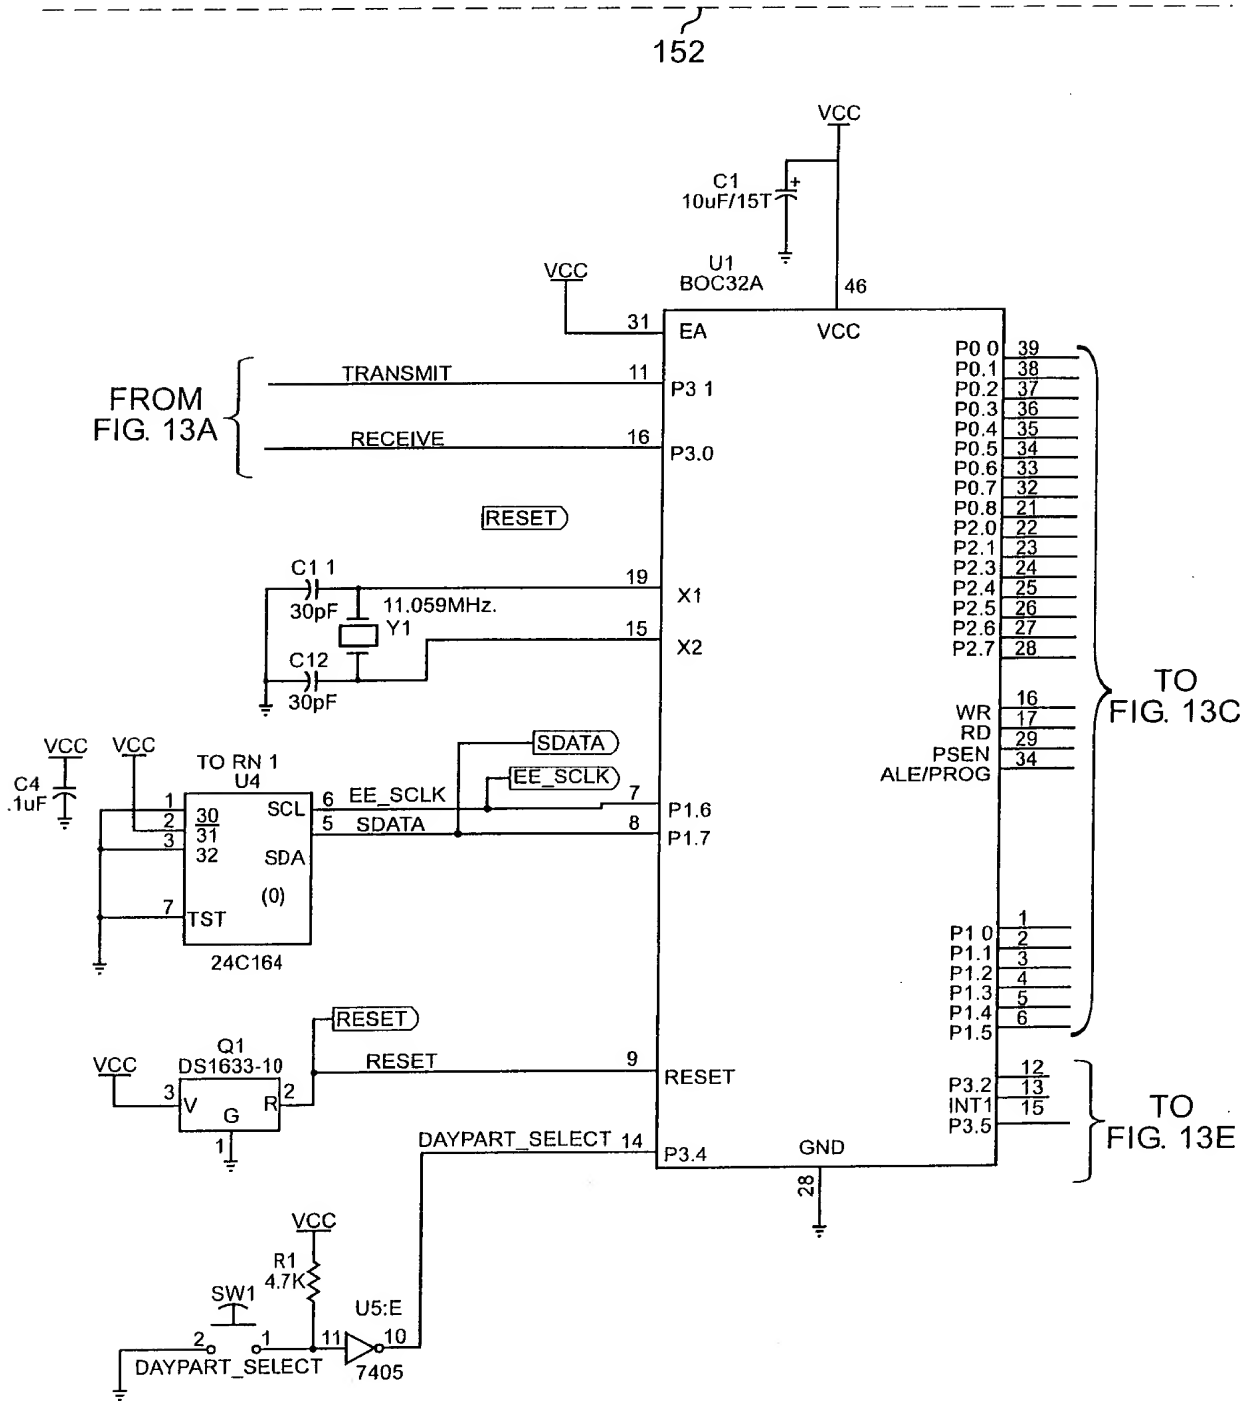 152
VCC
C1
10uF/15T
+
U1
BOC32A
46
VCC
31
EA
VCC
FROM
FIG. 13A
TRANSMIT
11
P3 1
RECEIVE
16
P3.0
RESET
C1 1
30pF
11.059MHz.
Y1
19
X1
15
X2
C12
30pF
P0 0 39
P0.1 38
P0.2 37
P0.3 36
P0.4 35
P0.5 34
P0.6 33
P0.7 32
P0.8 21
P2.0 22
P2.1 23
P2.3 24
P2.4 25
P2.5 26
P2.6 27
P2.7 28
WR 16
RD 17
PSEN 29
ALE/PROG 34
TO
FIG. 13C
VCC
VCC
C4
.1uF
TO RN 1
U4
SDATA
EE_SCLK
1
2
3
30
31
32
SCL
6
EE_SCLK
7
P1.6
5
SDATA
8
P1.7
SDA
(0)
7
TST
24C164
P1 0 1
P1.1 2
P1.2 3
P1.3 4
P1.4 5
P1.5 6
RESET
Q1
DS1633-10
VCC
3
V
G
R
2
1
RESET
9
RESET
P3.2 12
INT1 13
P3.5 15
TO
FIG. 13E
DAYPART_SELECT
14
P3.4
GND
28
VCC
R1
4.7K
SW1
U5:E
2
1
11
10
DAYPART_SELECT
7405